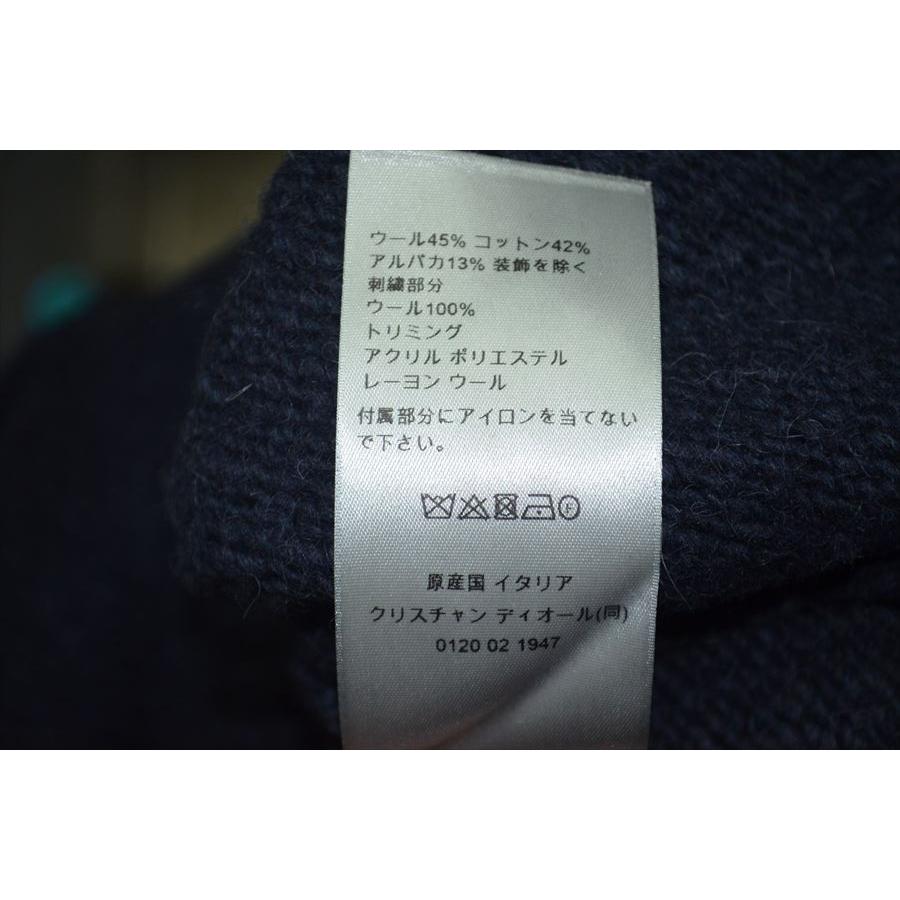 ウール45% コットン42%
アルパカ13% 装飾を除く
刺繍部分
ウール100%
トリミング
アクリル ポリエステル
レーヨン ウール
付属部分にアイロンを当てない
で下さい。
F
原産国 イタリア
クリスチャン ディオール(同)
0120 02 1947